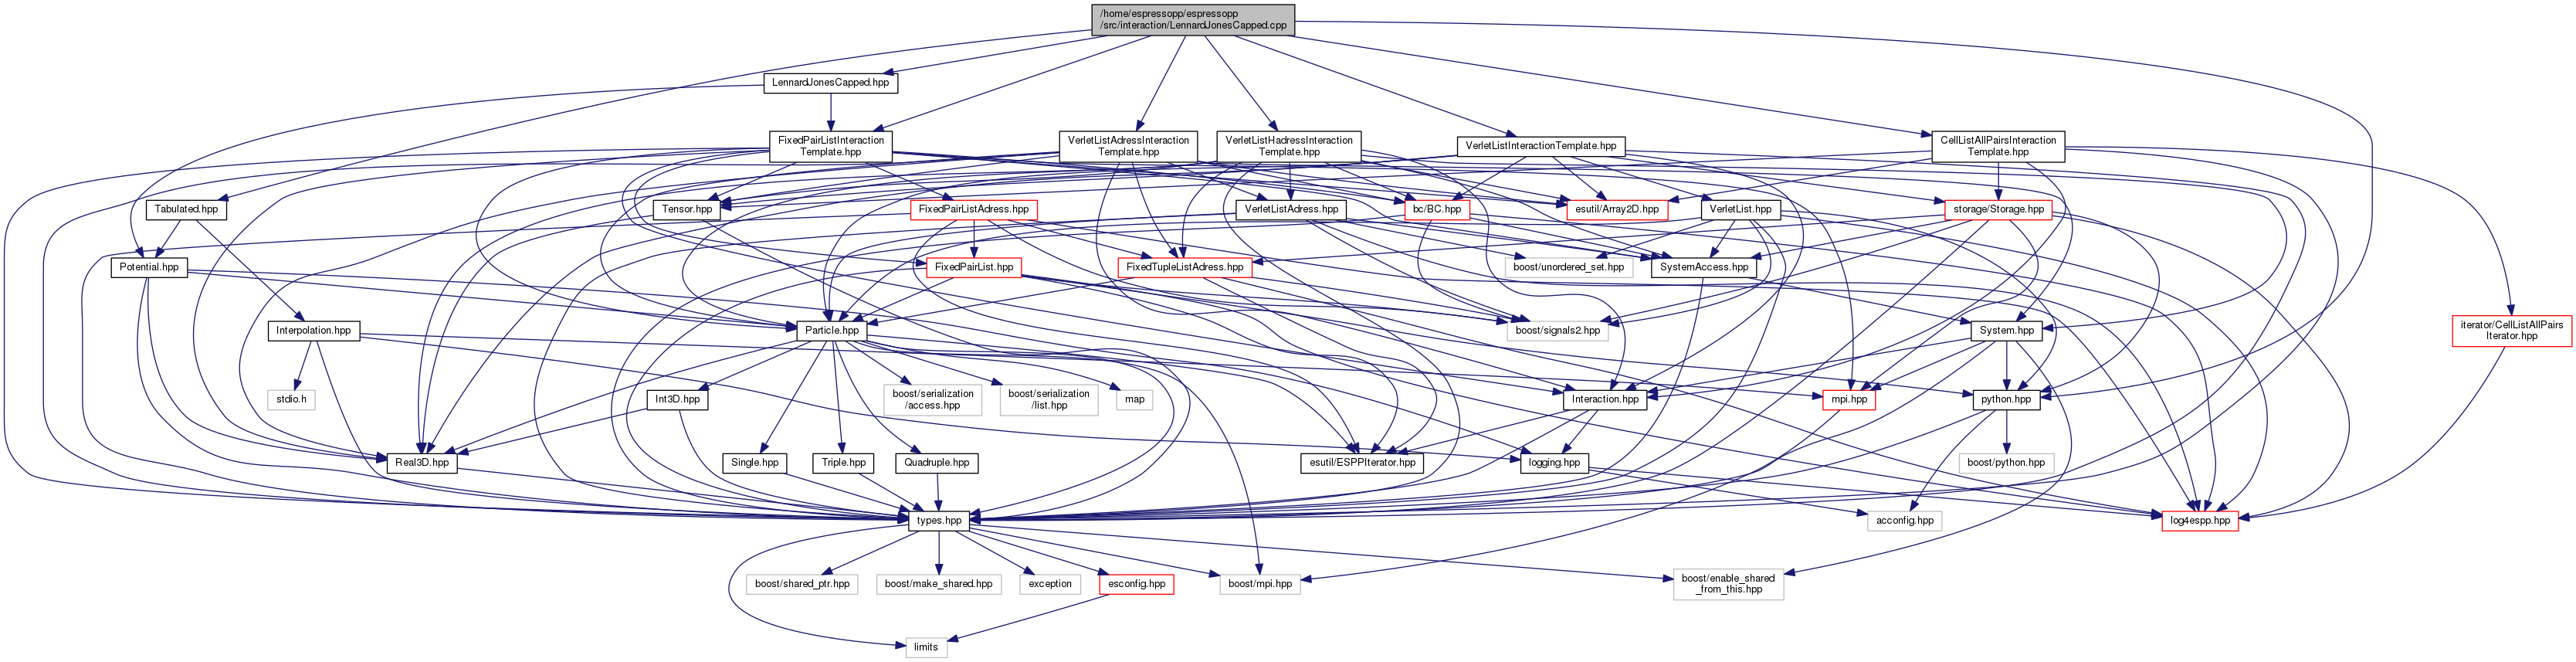 /home/espressopp/espressopp
/src/interaction/LennardJonesCapped.cpp
LennardJonesCapped.hpp
FixedPairListInteraction
Template.hpp
VerletListAdressInteraction
Template.hpp
VerletListHadressInteraction
Template.hpp
VerletListInteractionTemplate.hpp
CellListAllPairsInteraction
Template.hpp
Tabulated.hpp
Tensor.hpp
FixedPairListAdress.hpp
VerletListAdress.hpp
bc/BC.hpp
esutil/Array2D.hpp
VerletList.hpp
storage/Storage.hpp
Potential.hpp
FixedPairList.hpp
FixedTupleListAdress.hpp
boost/unordered_set.hpp
SystemAccess.hpp
Interpolation.hpp
Particle.hpp
boost/signals2.hpp
System.hpp
iterator/CellListAllPairs
Iterator.hpp
stdio.h
Int3D.hpp
boost/serialization
/access.hpp
boost/serialization
/list.hpp
map
Interaction.hpp
mpi.hpp
python.hpp
Real3D.hpp
Single.hpp
Triple.hpp
Quadruple.hpp
esutil/ESPPIterator.hpp
logging.hpp
boost/python.hpp
types.hpp
acconfig.hpp
log4espp.hpp
boost/shared_ptr.hpp
boost/make_shared.hpp
exception
esconfig.hpp
boost/mpi.hpp
boost/enable_shared
_from_this.hpp
limits